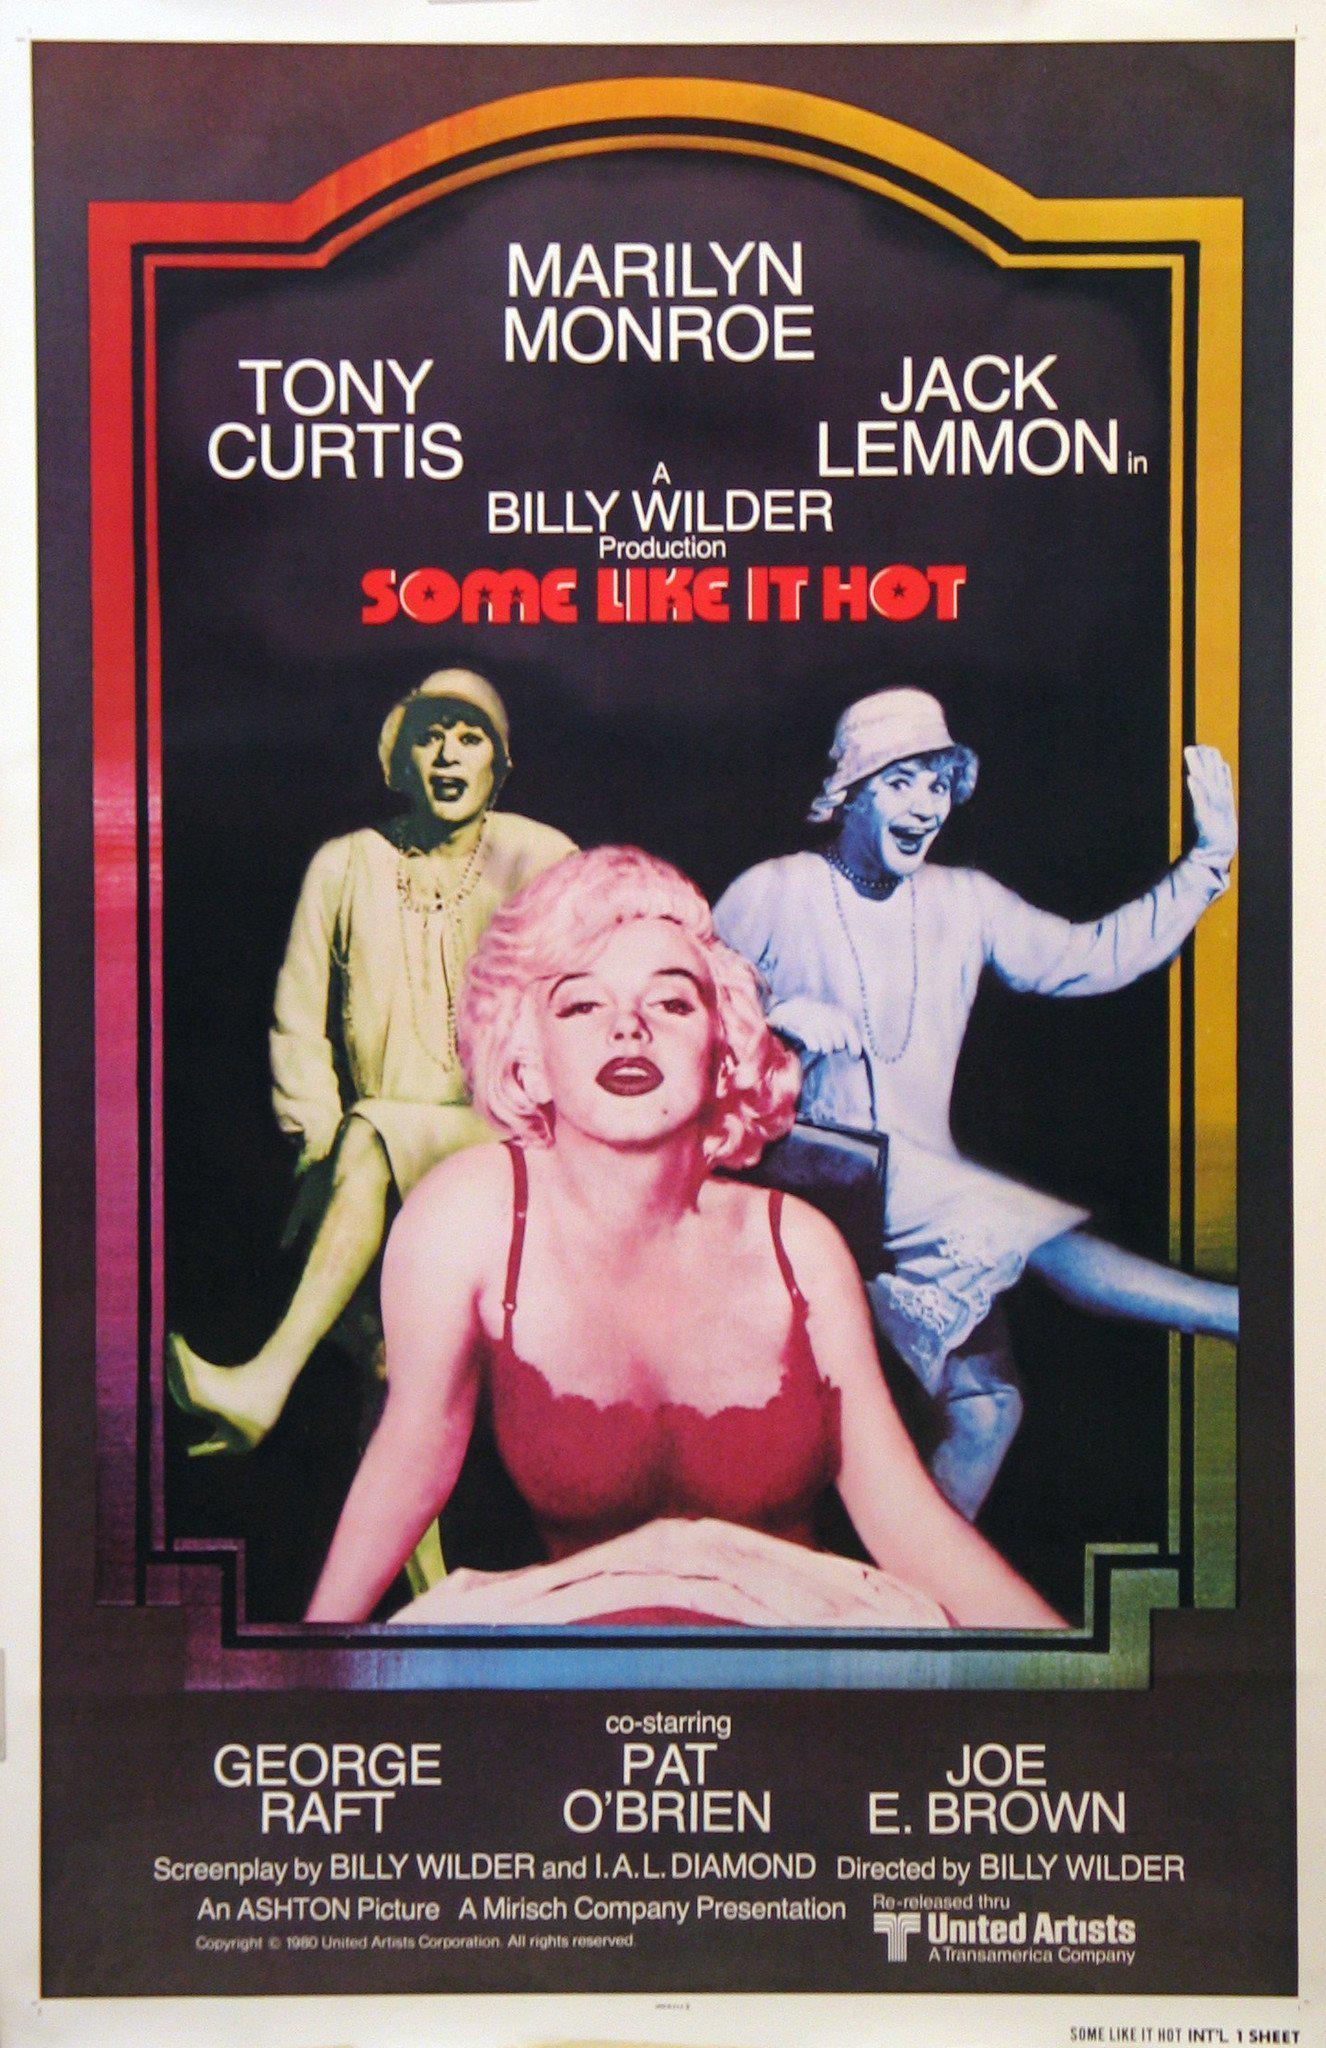 MARILYN
MONROE
TONY
CURTIS
JACK
LEMMON in
A
BILLY WILDER
Production
SOME LIKE IT HOT
co-starring
GEORGE
RAFT
PAT
O'BRIEN
JOE
E. BROWN
Screenplay by BILLY WILDER and I.A.L. DIAMOND Directed by BILLY WILDER
An ASHTON Picture A Mirisch Company Presentation
Re-released thru
United Artists
A Transamerica Company
Copyright © 1980 United Artists Corporation. All rights reserved.
SOME LIKE IT HOT INT'L 1 SHEET